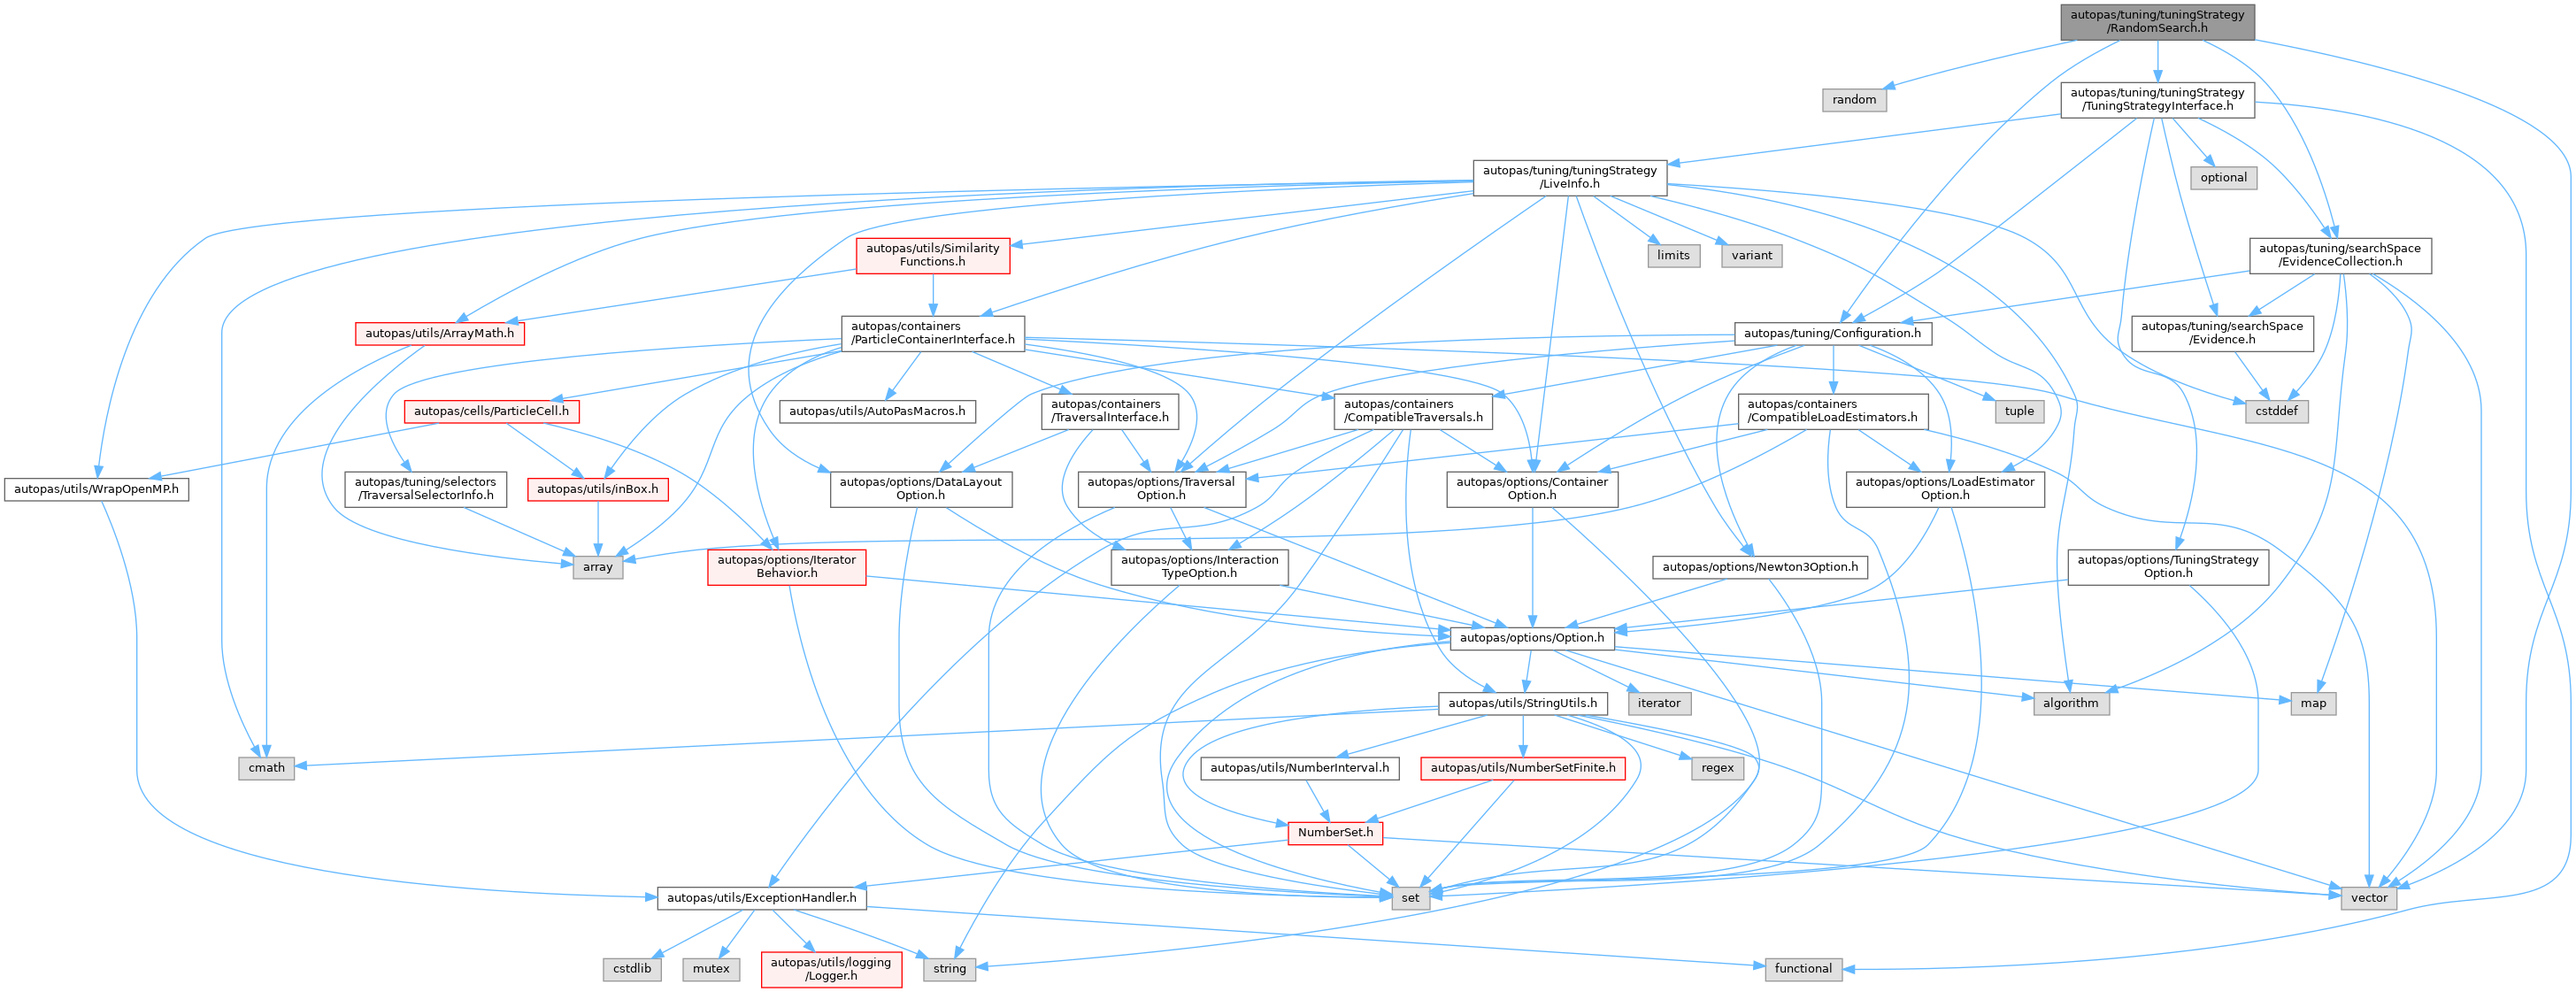 autopas/tuning/tuningStrategy
/RandomSearch.h
random
autopas/tuning/tuningStrategy
/TuningStrategyInterface.h
autopas/tuning/tuningStrategy
/LiveInfo.h
optional
autopas/utils/Similarity
Functions.h
limits
variant
autopas/tuning/searchSpace
/EvidenceCollection.h
autopas/utils/ArrayMath.h
autopas/containers
/ParticleContainerInterface.h
autopas/tuning/Configuration.h
autopas/tuning/searchSpace
/Evidence.h
autopas/cells/ParticleCell.h
autopas/utils/AutoPasMacros.h
autopas/containers
/TraversalInterface.h
autopas/containers
/CompatibleTraversals.h
autopas/containers
/CompatibleLoadEstimators.h
tuple
cstddef
autopas/utils/WrapOpenMP.h
autopas/tuning/selectors
/TraversalSelectorInfo.h
autopas/utils/inBox.h
autopas/options/DataLayout
Option.h
autopas/options/Traversal
Option.h
autopas/options/Container
Option.h
autopas/options/LoadEstimator
Option.h
array
autopas/options/Iterator
Behavior.h
autopas/options/Interaction
TypeOption.h
autopas/options/Newton3Option.h
autopas/options/TuningStrategy
Option.h
autopas/options/Option.h
autopas/utils/StringUtils.h
iterator
algorithm
map
cmath
autopas/utils/NumberInterval.h
autopas/utils/NumberSetFinite.h
regex
NumberSet.h
autopas/utils/ExceptionHandler.h
set
vector
cstdlib
mutex
autopas/utils/logging
/Logger.h
string
functional